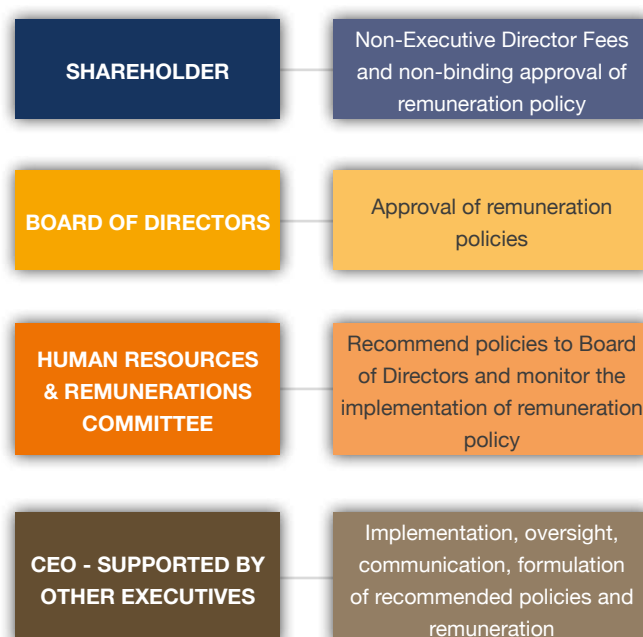 SHAREHOLDER
Non-Executive Director Fees
and non-binding approval of
remuneration policy
BOARD OF DIRECTORS
Approval of remuneration
policies
HUMAN RESOURCES
& REMUNERATIONS
COMMITTEE
Recommend policies to Board
of Directors and monitor the
implementation of remuneration
policy
CEO - SUPPORTED BY
OTHER EXECUTIVES
Implementation, oversight,
communication, formulation
of recommended policies and
remuneration